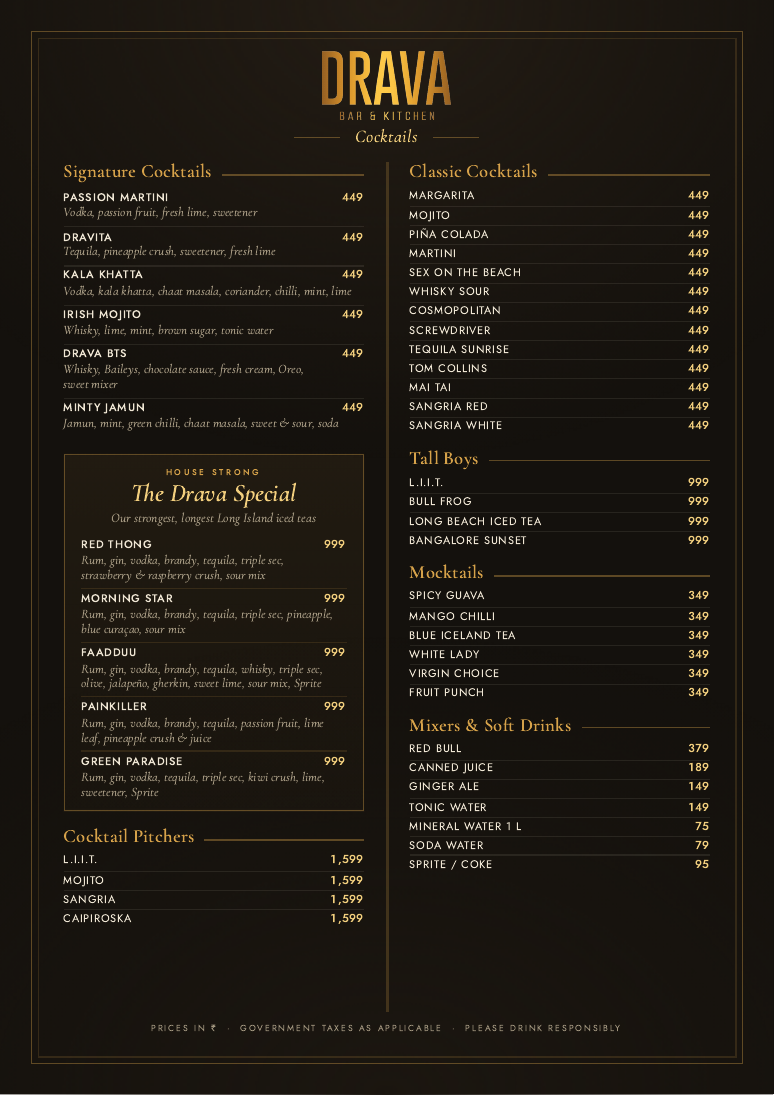 DRAVA
BAR & KITCHEN
Cocktails
Signature Cocktails
PASSION MARTINI 449
Vodka, passion fruit, fresh lime, sweetener
DRAVITA 449
Tequila, pineapple crush, sweetener, fresh lime
KALA KHATTA 449
Vodka, kala khatta, chaat masala, coriander, chilli, mint, lime
IRISH MOJITO 449
Whisky, lime, mint, brown sugar, tonic water
DRAVA BTS 449
Whisky, Baileys, chocolate sauce, fresh cream, Oreo,
sweet mixer
MINTY JAMUN 449
Jamun, mint, green chilli, chaat masala, sweet & sour, soda
HOUSE STRONG
The Drava Special
Our strongest, longest Long Island iced teas
RED THONG 999
Rum, gin, vodka, brandy, tequila, triple sec,
strawberry & raspberry crush, sour mix
MORNING STAR 999
Rum, gin, vodka, brandy, tequila, triple sec, pineapple,
blue curaçao, sour mix
FAADDUU 999
Rum, gin, vodka, brandy, tequila, whisky, triple sec,
olive, jalapeño, gherkin, sweet lime, sour mix, Sprite
PAINKILLER 999
Rum, gin, vodka, brandy, tequila, passion fruit, lime
leaf, pineapple crush & juice
GREEN PARADISE 999
Rum, gin, vodka, tequila, triple sec, kiwi crush, lime,
sweetener, Sprite
Cocktail Pitchers
L.I.I.T. 1,599
MOJITO 1,599
SANGRIA 1,599
CAIPIROSKA 1,599
Classic Cocktails
MARGARITA 449
MOJITO 449
PIÑA COLADA 449
MARTINI 449
SEX ON THE BEACH 449
WHISKY SOUR 449
COSMOPOLITAN 449
SCREWDRIVER 449
TEQUILA SUNRISE 449
TOM COLLINS 449
MAI TAI 449
SANGRIA RED 449
SANGRIA WHITE 449
Tall Boys
L.I.I.T. 999
BULL FROG 999
LONG BEACH ICED TEA 999
BANGALORE SUNSET 999
Mocktails
SPICY GUAVA 349
MANGO CHILLI 349
BLUE ICELAND TEA 349
WHITE LADY 349
VIRGIN CHOICE 349
FRUIT PUNCH 349
Mixers & Soft Drinks
RED BULL 379
CANNED JUICE 189
GINGER ALE 149
TONIC WATER 149
MINERAL WATER 1 L 75
SODA WATER 79
SPRITE / COKE 95
PRICES IN ₹ · GOVERNMENT TAXES AS APPLICABLE · PLEASE DRINK RESPONSIBLY